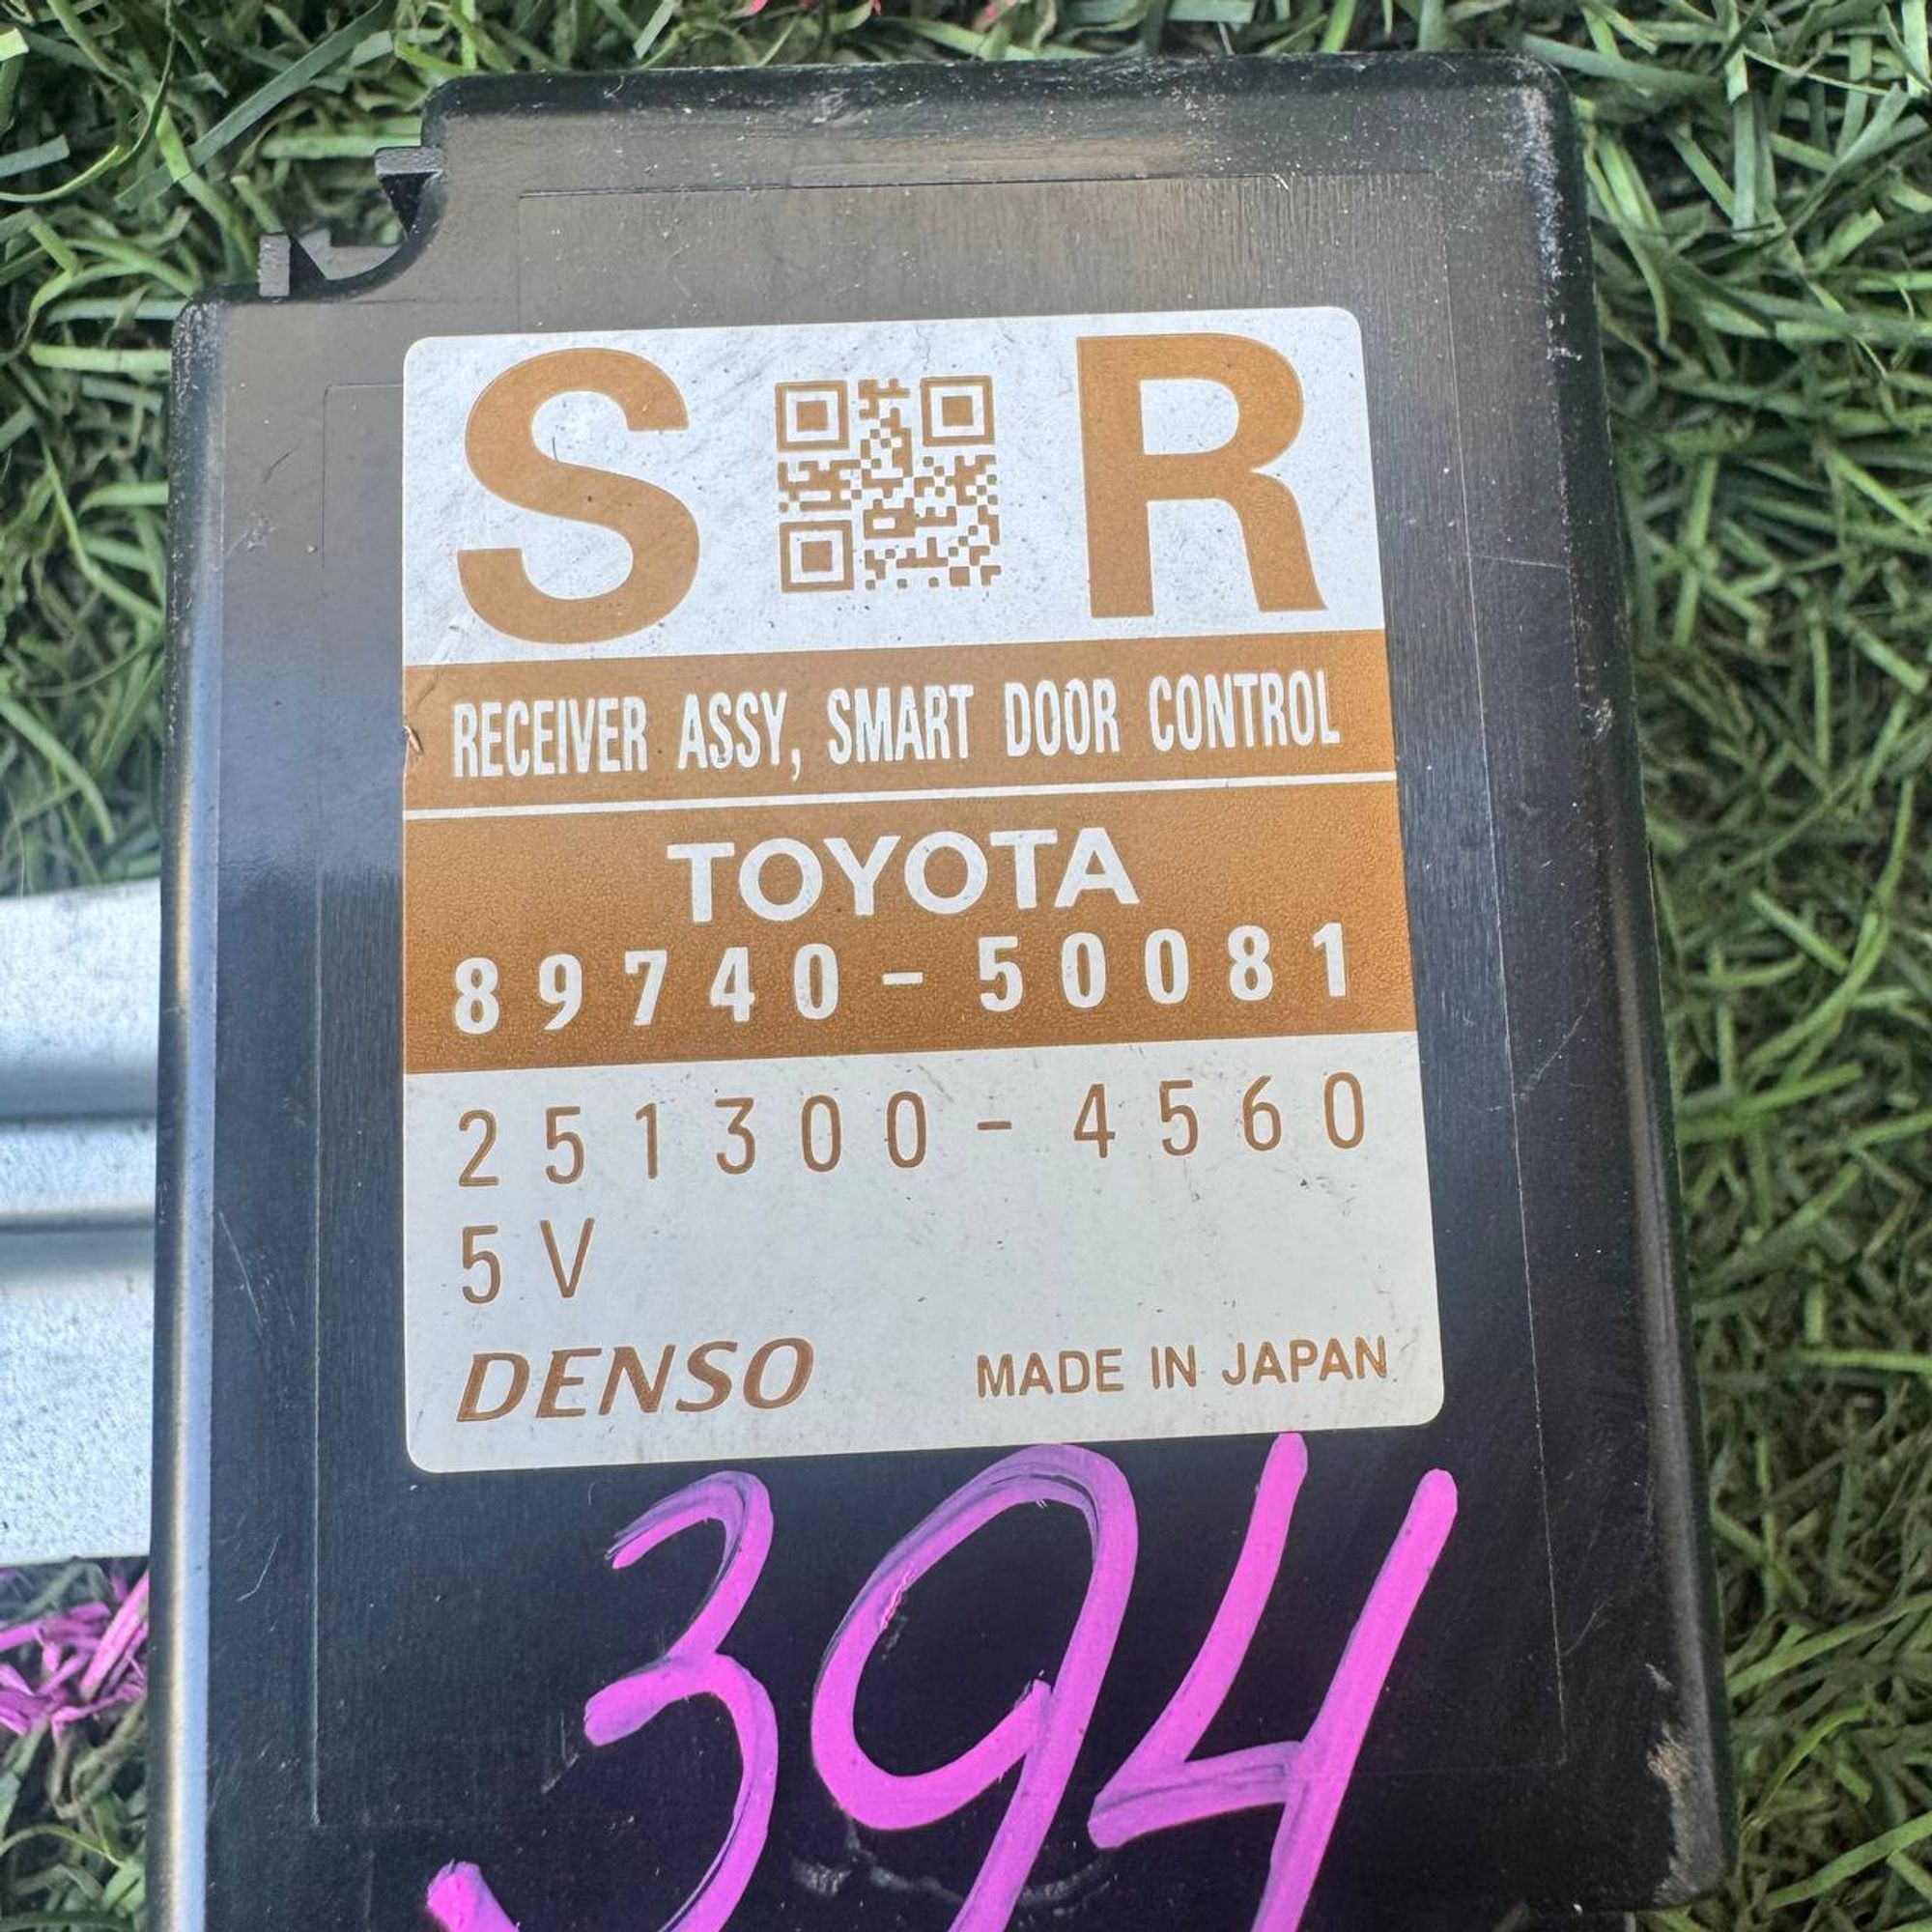 S R
RECEIVER ASSY, SMART DOOR CONTROL
TOYOTA
89740-50081
251300-4560
5V
DENSO MADE IN JAPAN
394